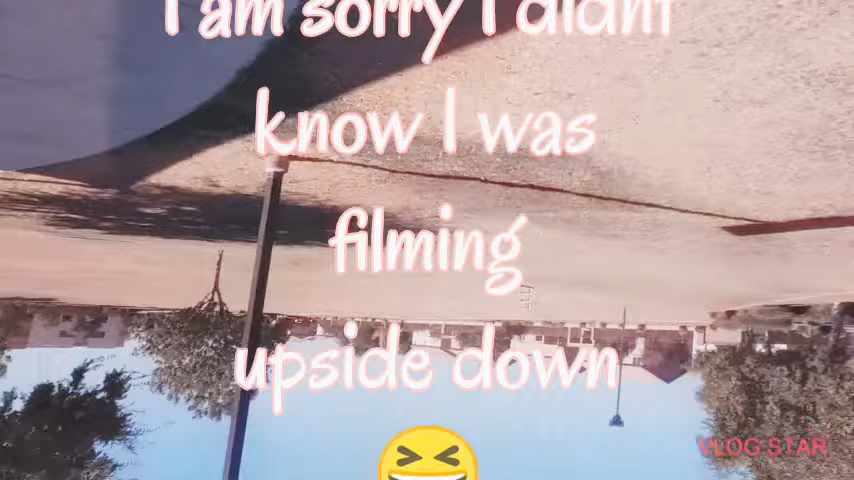 I am sorry I didnt
know I was
filming
upside down
VLOG STAR